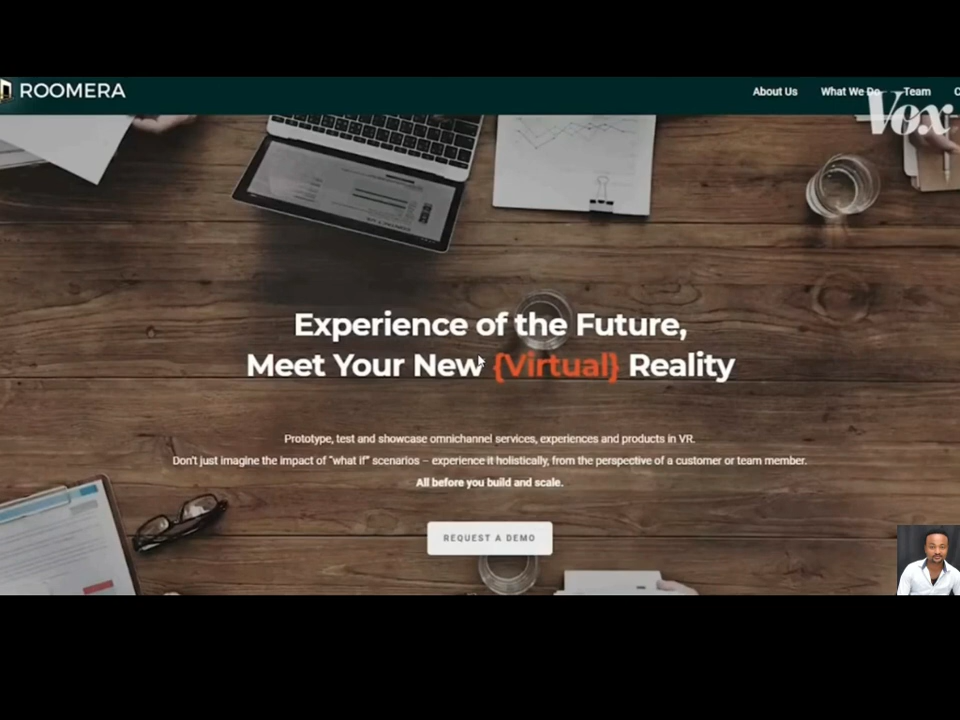 ROOMERA
About Us What We Do Team
Vox
Experience of the Future,
Meet Your New {Virtual} Reality
Prototype, test and showcase omnichannel services, experiences and products in VR.
Don't just imagine the impact of "what if" scenarios – experience it holistically, from the perspective of a customer or team member.
All before you build and scale.
REQUEST A DEMO